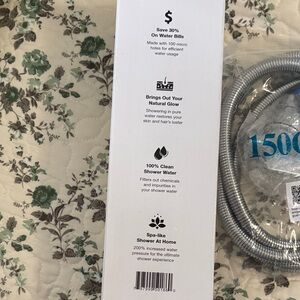 $
Save 30%
On Water Bills
Made with 100 micro
holes for efficient
water usage
Brings Out Your
Natural Glow
Showering in pure
water restores your
skin and hair's luster
100% Clean
Shower Water
Filters out chemicals
and impurities in
your shower water
Spa-like
Shower At Home
200% increased water
pressure for the ultimate
shower experience
150